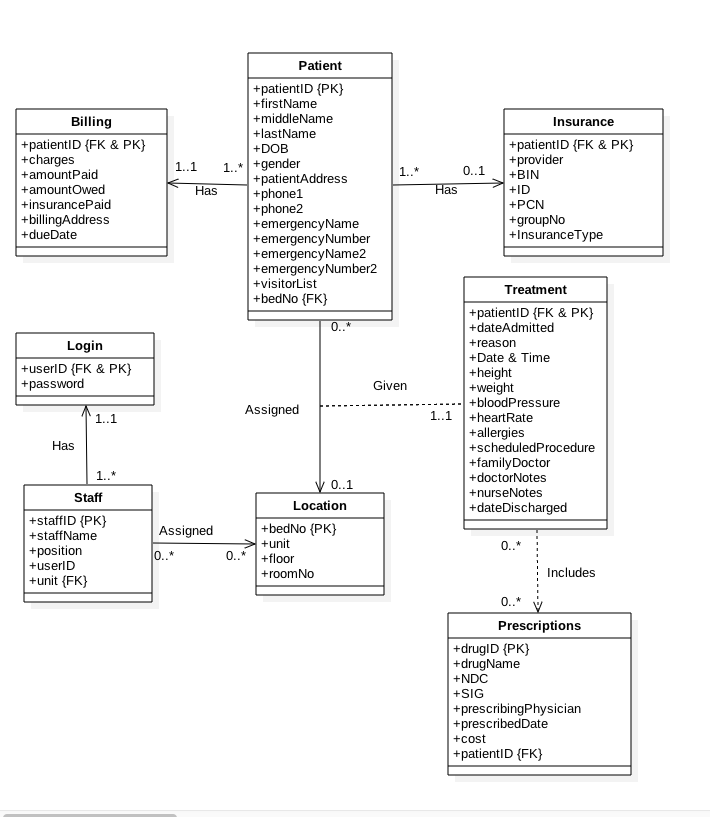 Patient
+patientID {PK}
+firstName
+middleName
+lastName
+DOB
+gender
+patientAddress
+phone1
+phone2
+emergencyName
+emergencyNumber
+emergencyName2
+emergencyNumber2
+visitorList
+bedNo {FK}
Billing
+patientID {FK & PK}
+charges
+amountPaid
+amountOwed
+insurancePaid
+billingAddress
+dueDate
1..1
1..*
Has
Insurance
+patientID {FK & PK}
+provider
+BIN
+ID
+PCN
+groupNo
+InsuranceType
1..*
0..1
Has
Treatment
+patientID {FK & PK}
+dateAdmitted
+reason
+Date & Time
+height
+weight
+bloodPressure
+heartRate
+allergies
+scheduledProcedure
+familyDoctor
+doctorNotes
+nurseNotes
+dateDischarged
0..*
Given
Assigned
1..1
0..1
Login
+userID {FK & PK}
+password
1..1
Has
1..*
Staff
+staffID {PK}
+staffName
+position
+userID
+unit {FK}
Assigned
0..*
0..*
Location
+bedNo {PK}
+unit
+floor
+roomNo
0..*
Includes
0..*
Prescriptions
+drugID {PK}
+drugName
+NDC
+SIG
+prescribingPhysician
+prescribedDate
+cost
+patientID {FK}